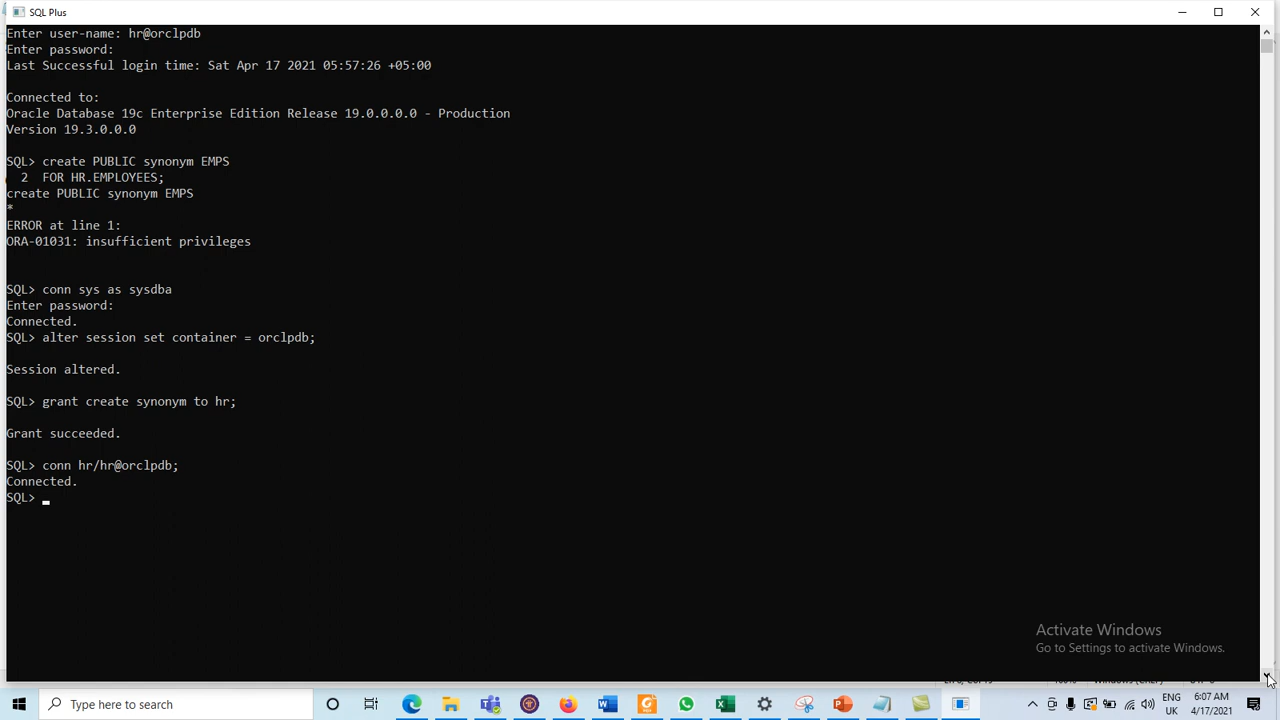 SQL Plus
Enter user-name: hr@orclpdb
Enter password:
Last Successful login time: Sat Apr 17 2021 05:57:26 +05:00
Connected to:
Oracle Database 19c Enterprise Edition Release 19.0.0.0.0 - Production
Version 19.3.0.0.0
SQL> create PUBLIC synonym EMPS
2 FOR HR.EMPLOYEES;
create PUBLIC synonym EMPS
*
ERROR at line 1:
ORA-01031: insufficient privileges
SQL> conn sys as sysdba
Enter password:
Connected.
SQL> alter session set container = orclpdb;
Session altered.
SQL> grant create synonym to hr;
Grant succeeded.
SQL> conn hr/hr@orclpdb;
Connected.
SQL>
Activate Windows
Go to Settings to activate Windows.
Type here to search
ENG
UK
6:07 AM
4/17/2021